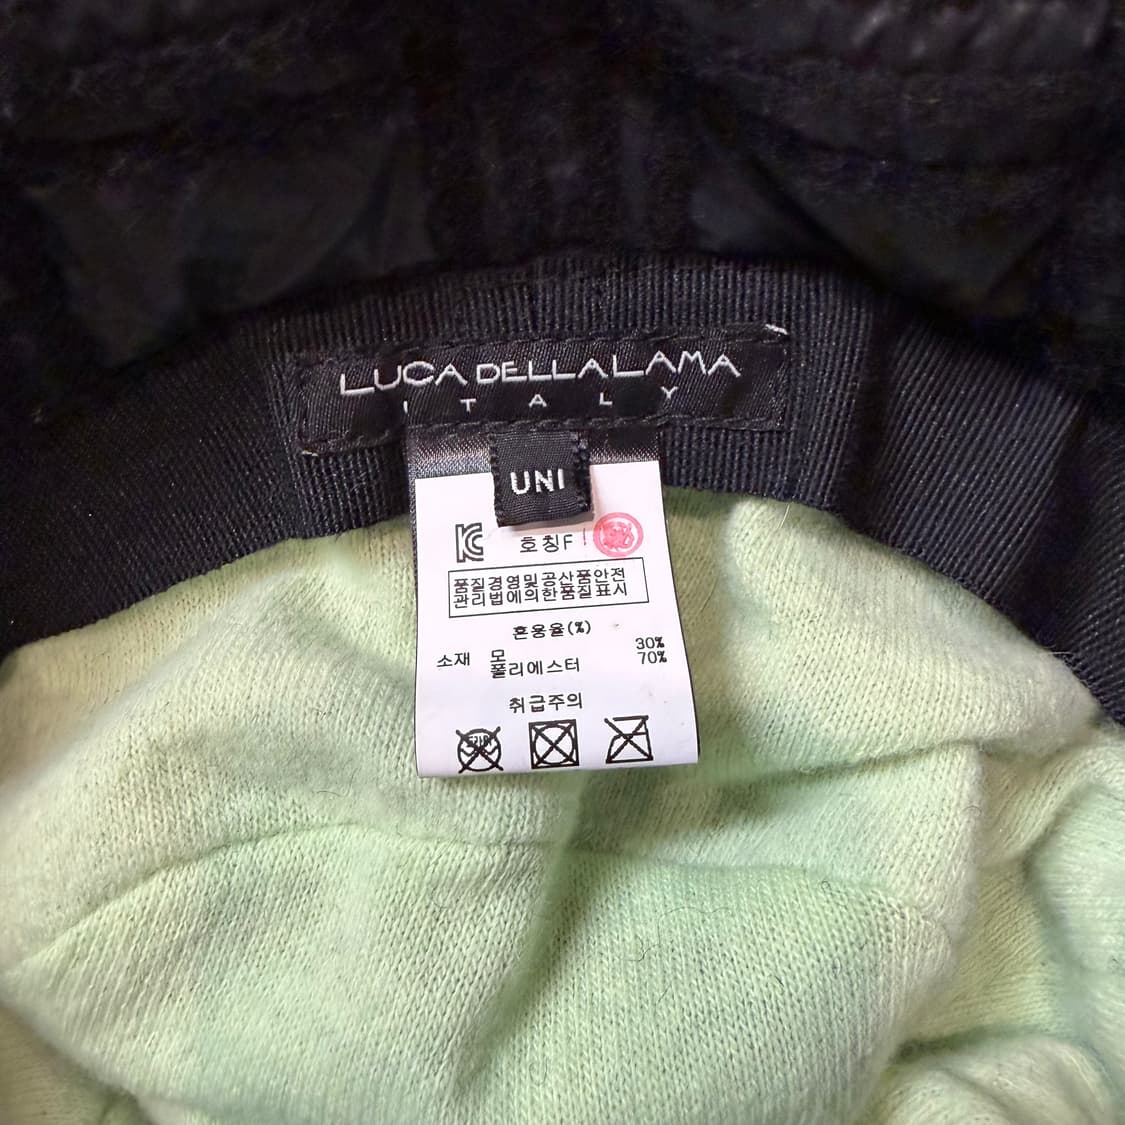 LUCA DELLALAMA
ITALY
UNI
호칭F
품질경영및공산품안전
관리법에의한품질표시
혼용율(%)
소재 모 30%
폴리에스터 70%
취급주의